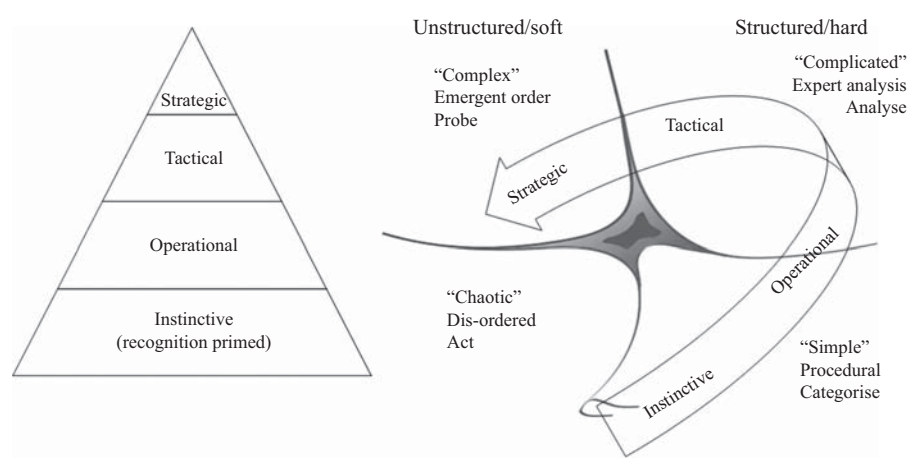 Strategic
Tactical
Operational
Instinctive
(recognition primed)
Unstructured/soft
Structured/hard
“Complex”
Emergent order
Probe
“Complicated”
Expert analysis
Analyse
Tactical
Strategic
Operational
“Chaotic”
Dis-ordered
Act
“Simple”
Procedural
Categorise
Instinctive